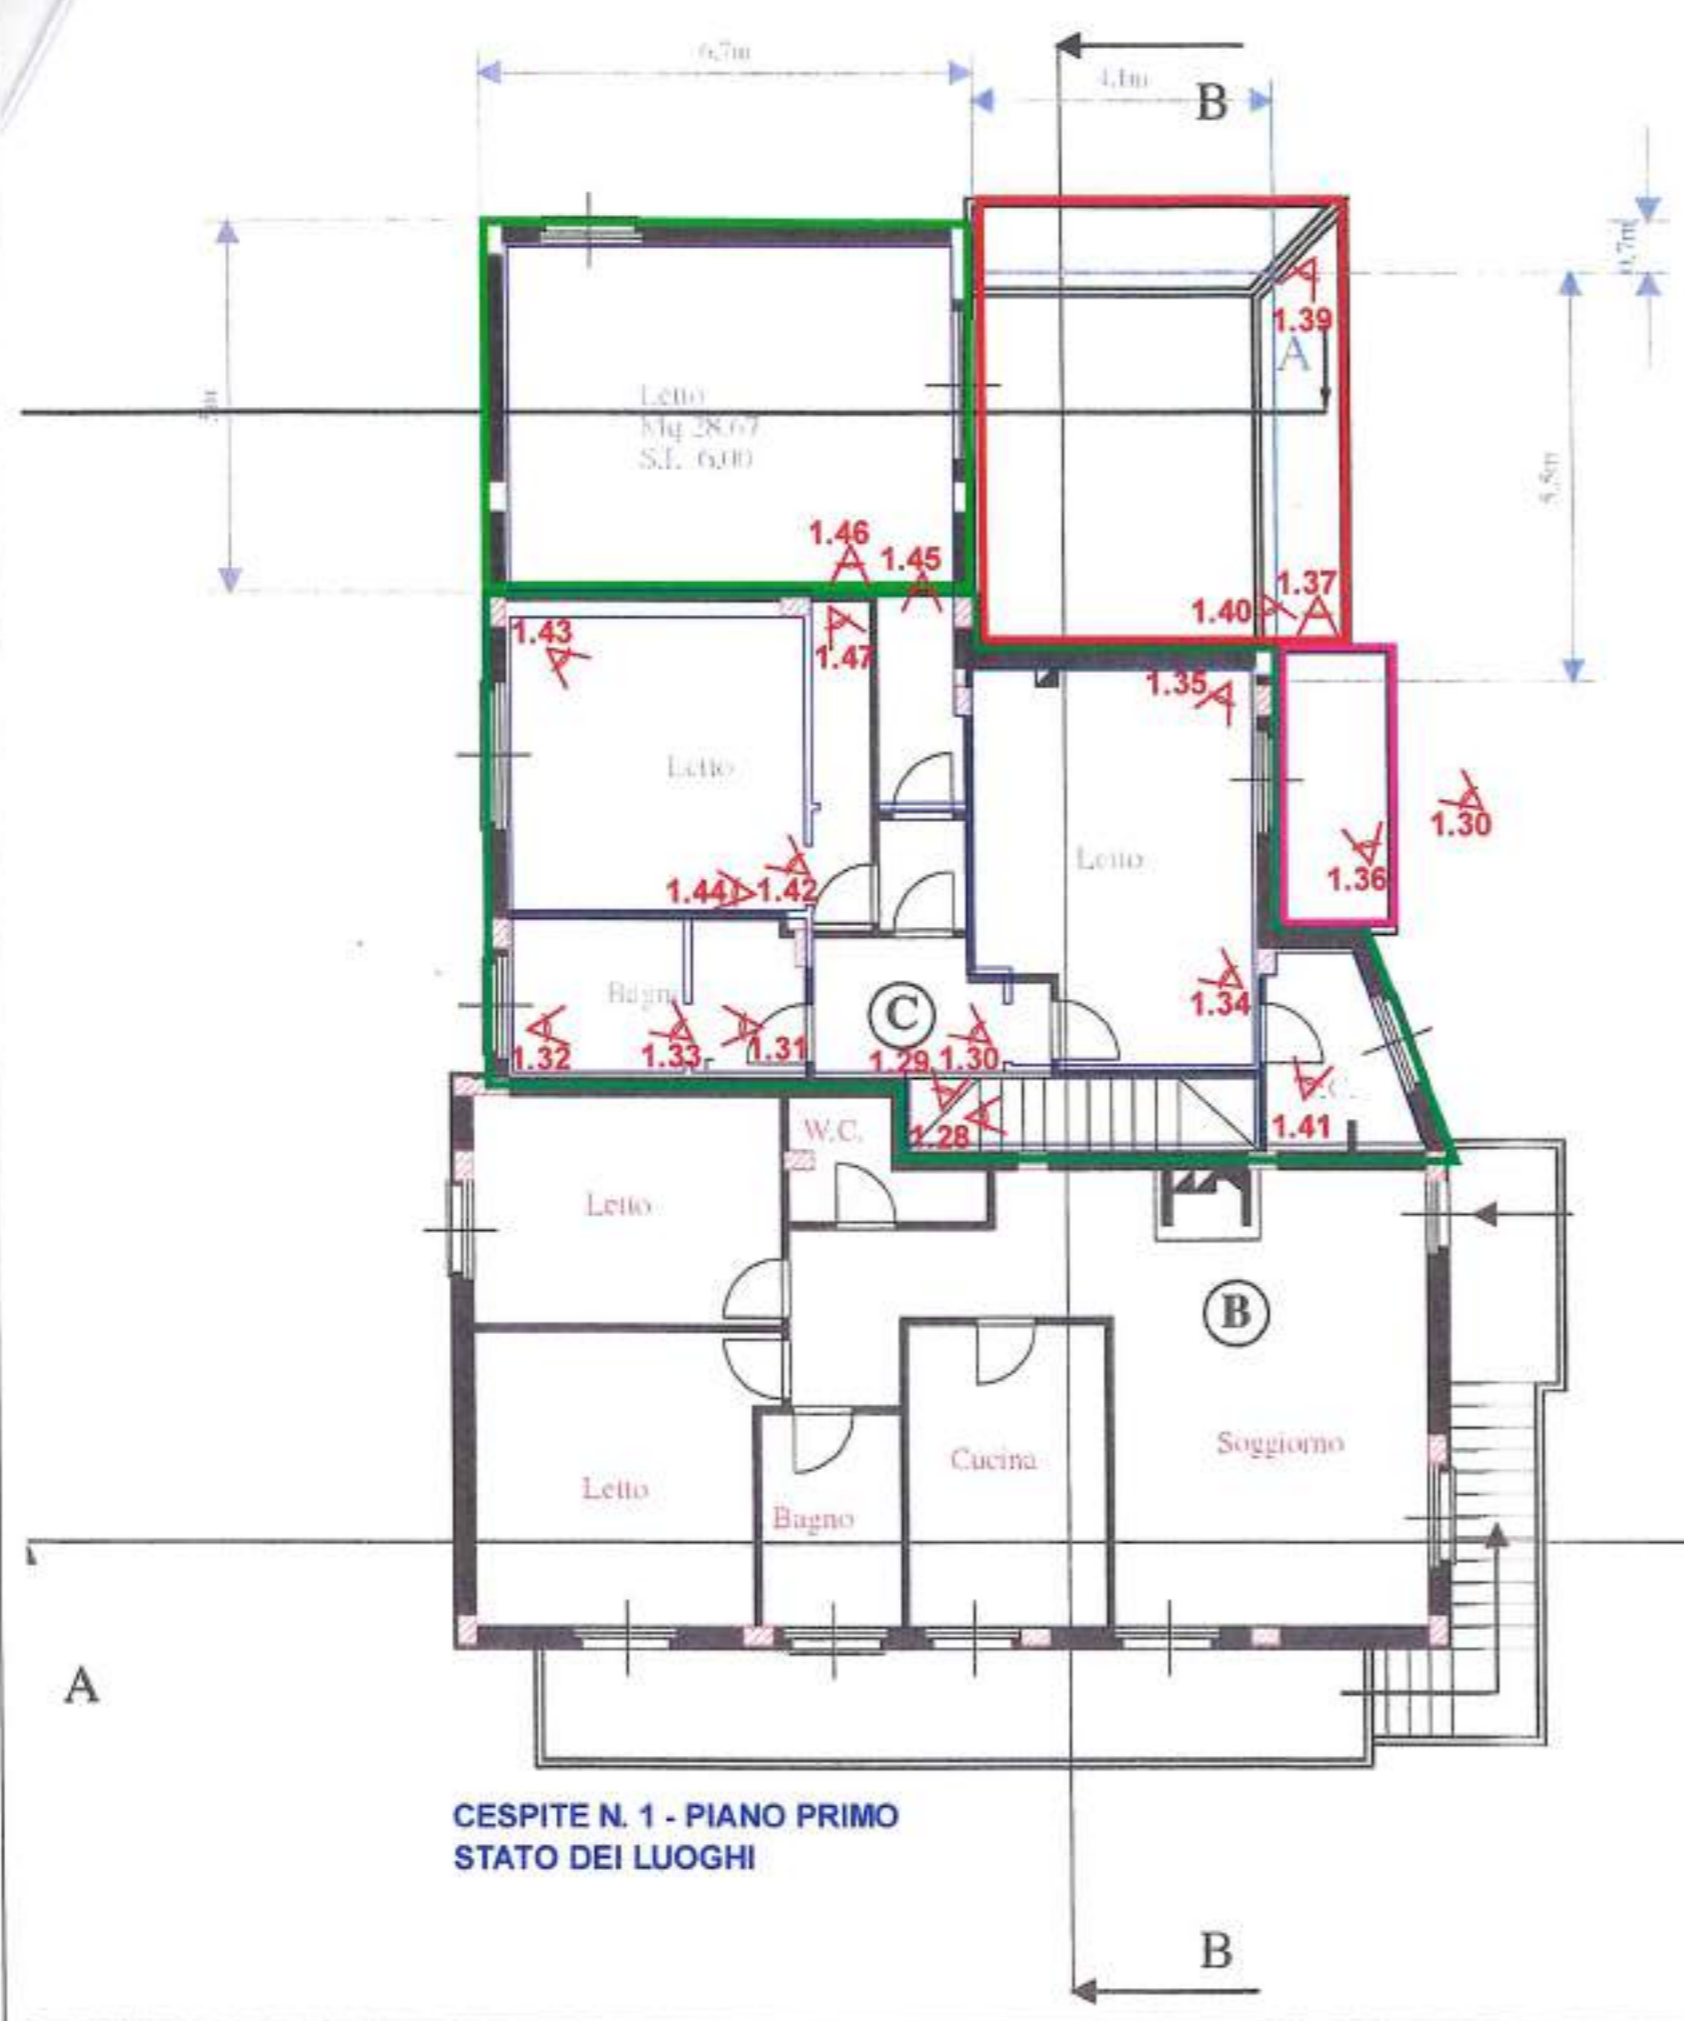 6,7m
4,1m
B
0,7m
1.39
A
Letto
Mq 28.67
S.I. 6,00
5,5m
1.46
1.45
1.37
1.40
1.43
1.47
1.35
Letto
1.30
Letto
1.36
1.44
1.42
Bagno
C
1.34
1.32
1.33
1.31
1.29
1.30
1.28
1.41
W.C.
Letto
B
Soggiorno
Cucina
Letto
Bagno
A
CESPITE N. 1 - PIANO PRIMO
STATO DEI LUOGHI
B